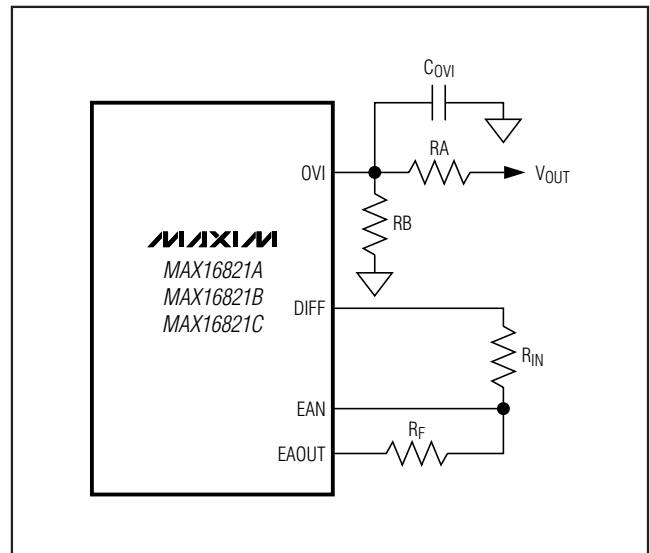 C_OVI
RA
OVI
V_OUT
RB
MAXIM
MAX16821A
MAX16821B
MAX16821C
DIFF
R_IN
EAN
R_F
EAOUT